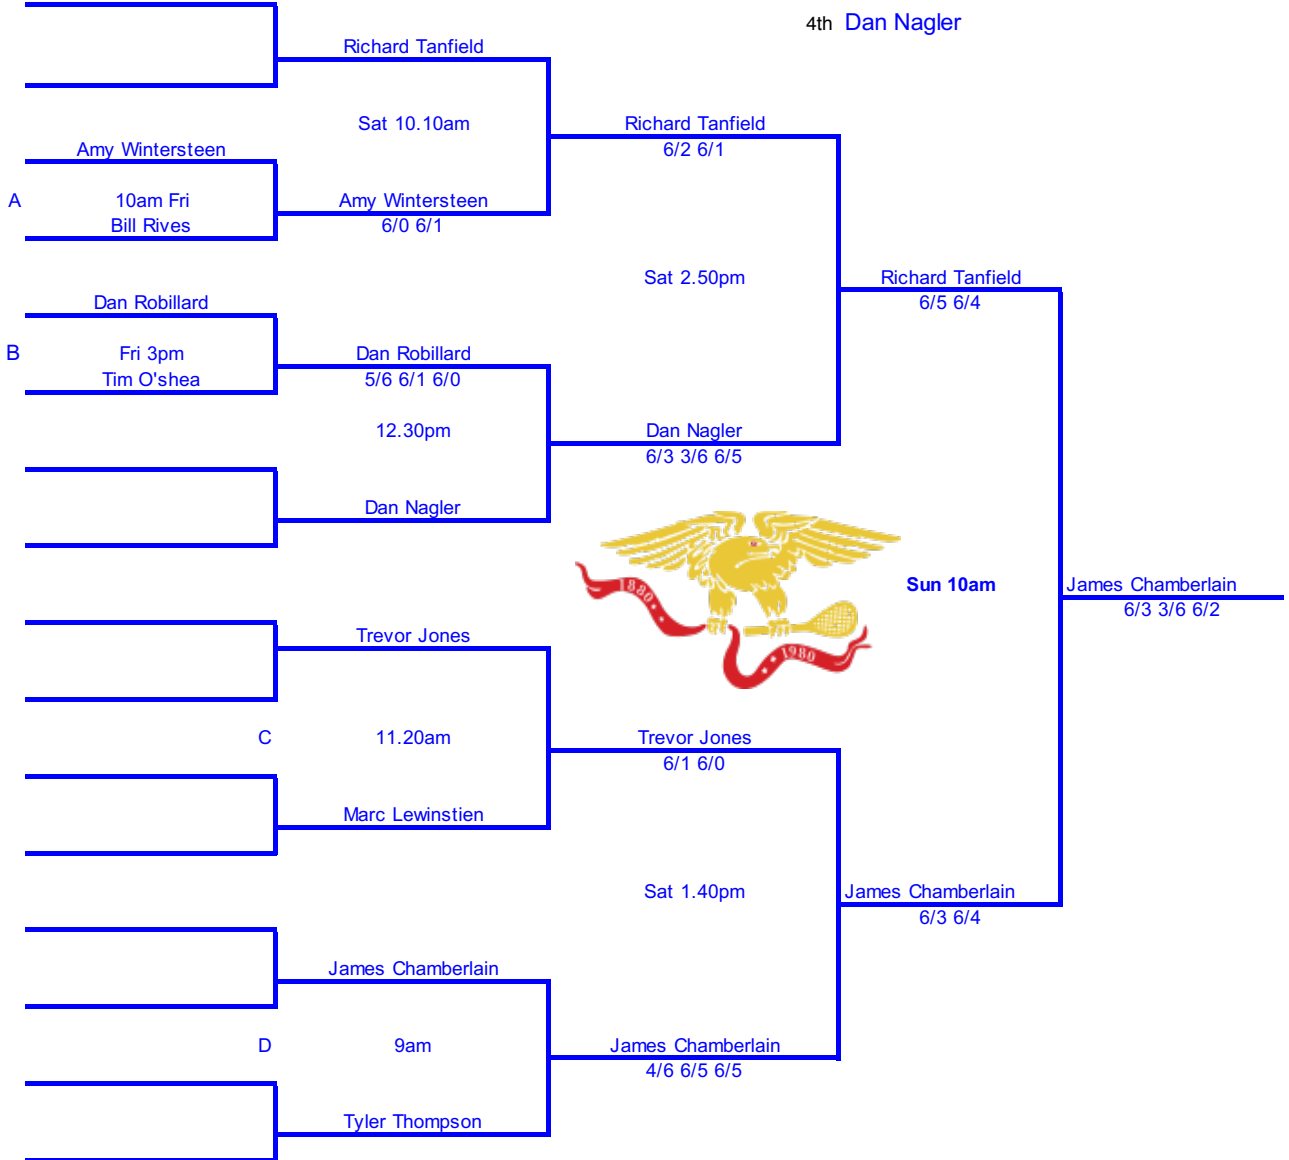 4th Dan Nagler
Richard Tanfield
Sat 10.10am
Richard Tanfield
6/2 6/1
Amy Wintersteen
A
10am Fri
Amy Wintersteen
Bill Rives
6/0 6/1
Sat 2.50pm
Richard Tanfield
6/5 6/4
Dan Robillard
B
Fri 3pm
Dan Robillard
Tim O'shea
5/6 6/1 6/0
12.30pm
Dan Nagler
6/3 3/6 6/5
Dan Nagler
1880
Sun 10am
James Chamberlain
6/3 3/6 6/2
Trevor Jones
1980
C
11.20am
Trevor Jones
6/1 6/0
Marc Lewinstien
Sat 1.40pm
James Chamberlain
6/3 6/4
James Chamberlain
D
9am
James Chamberlain
4/6 6/5 6/5
Tyler Thompson